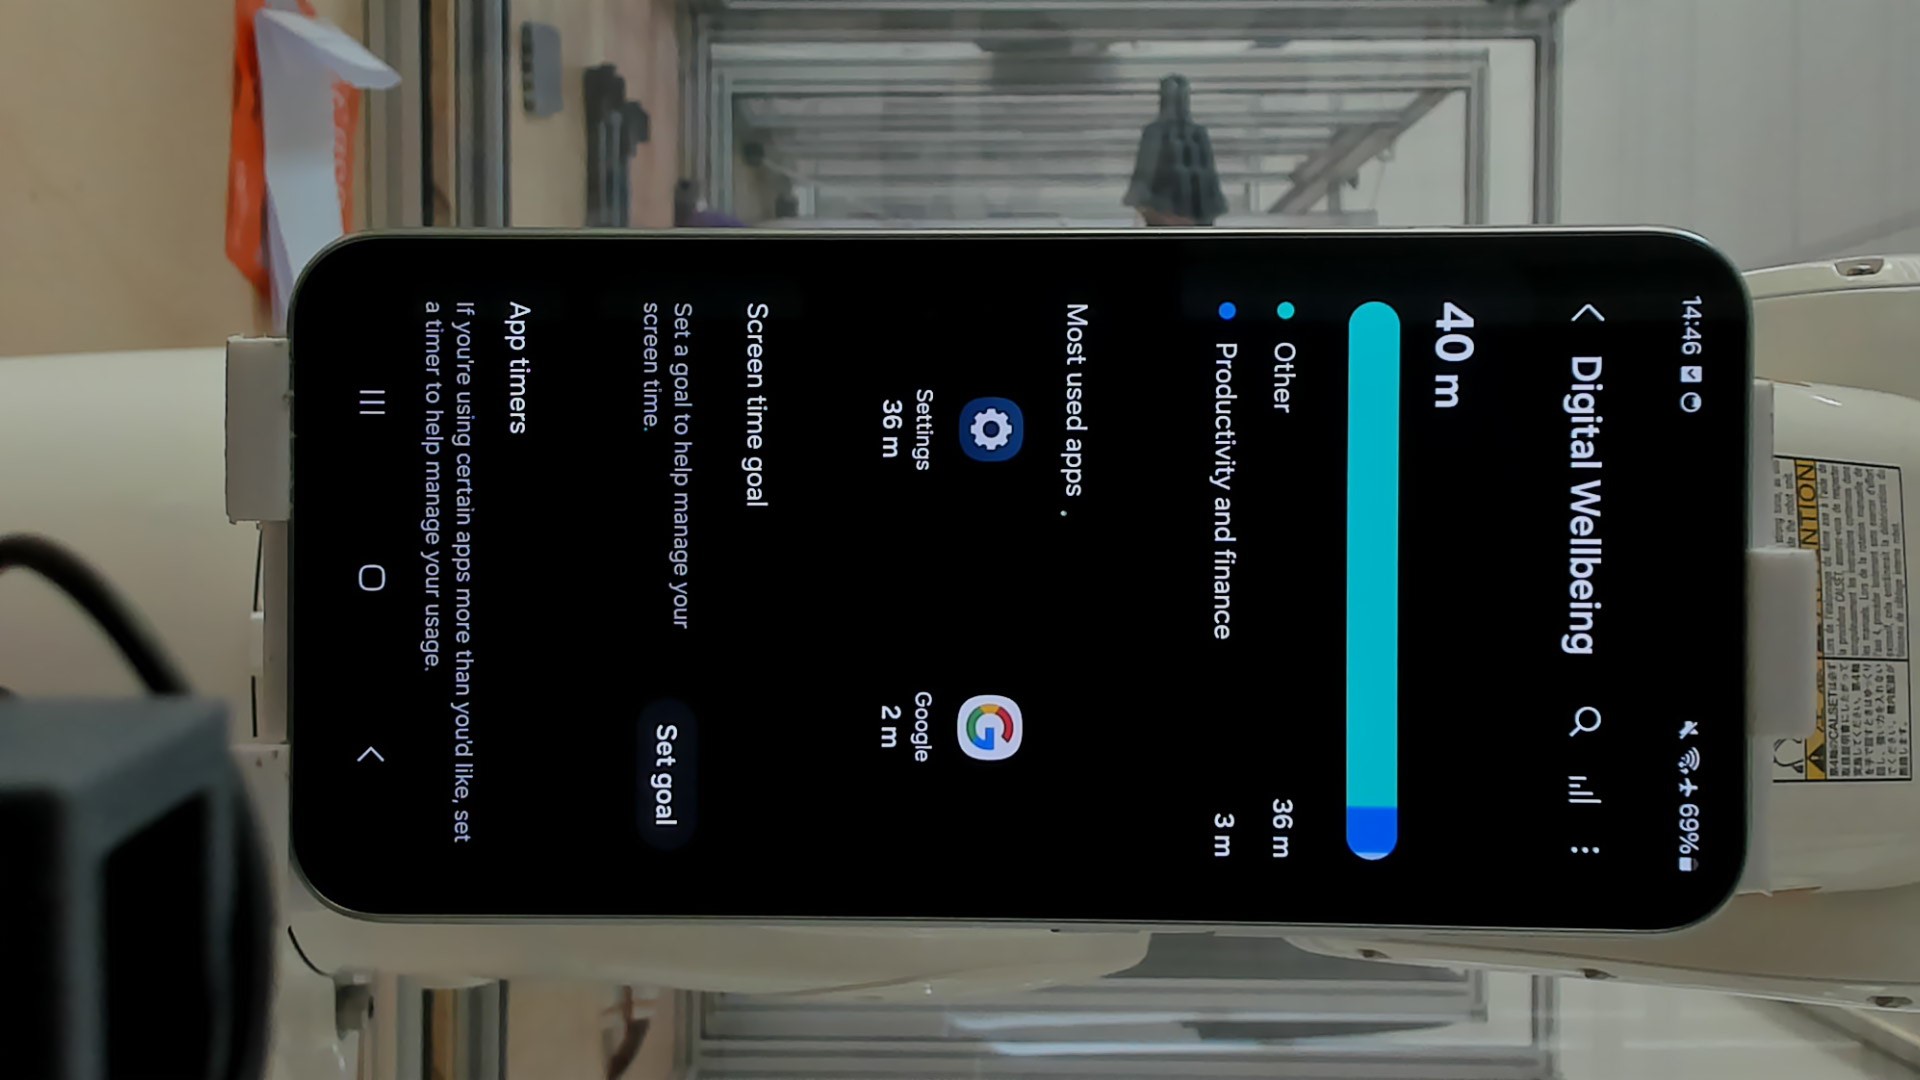 14:46
69%
Digital Wellbeing
40 m
Other
36 m
Productivity and finance
3 m
Most used apps
Settings
36 m
Google
2 m
Screen time goal
Set a goal to help manage your
screen time.
Set goal
App timers
If you're using certain apps more than you'd like, set
a timer to help manage your usage.